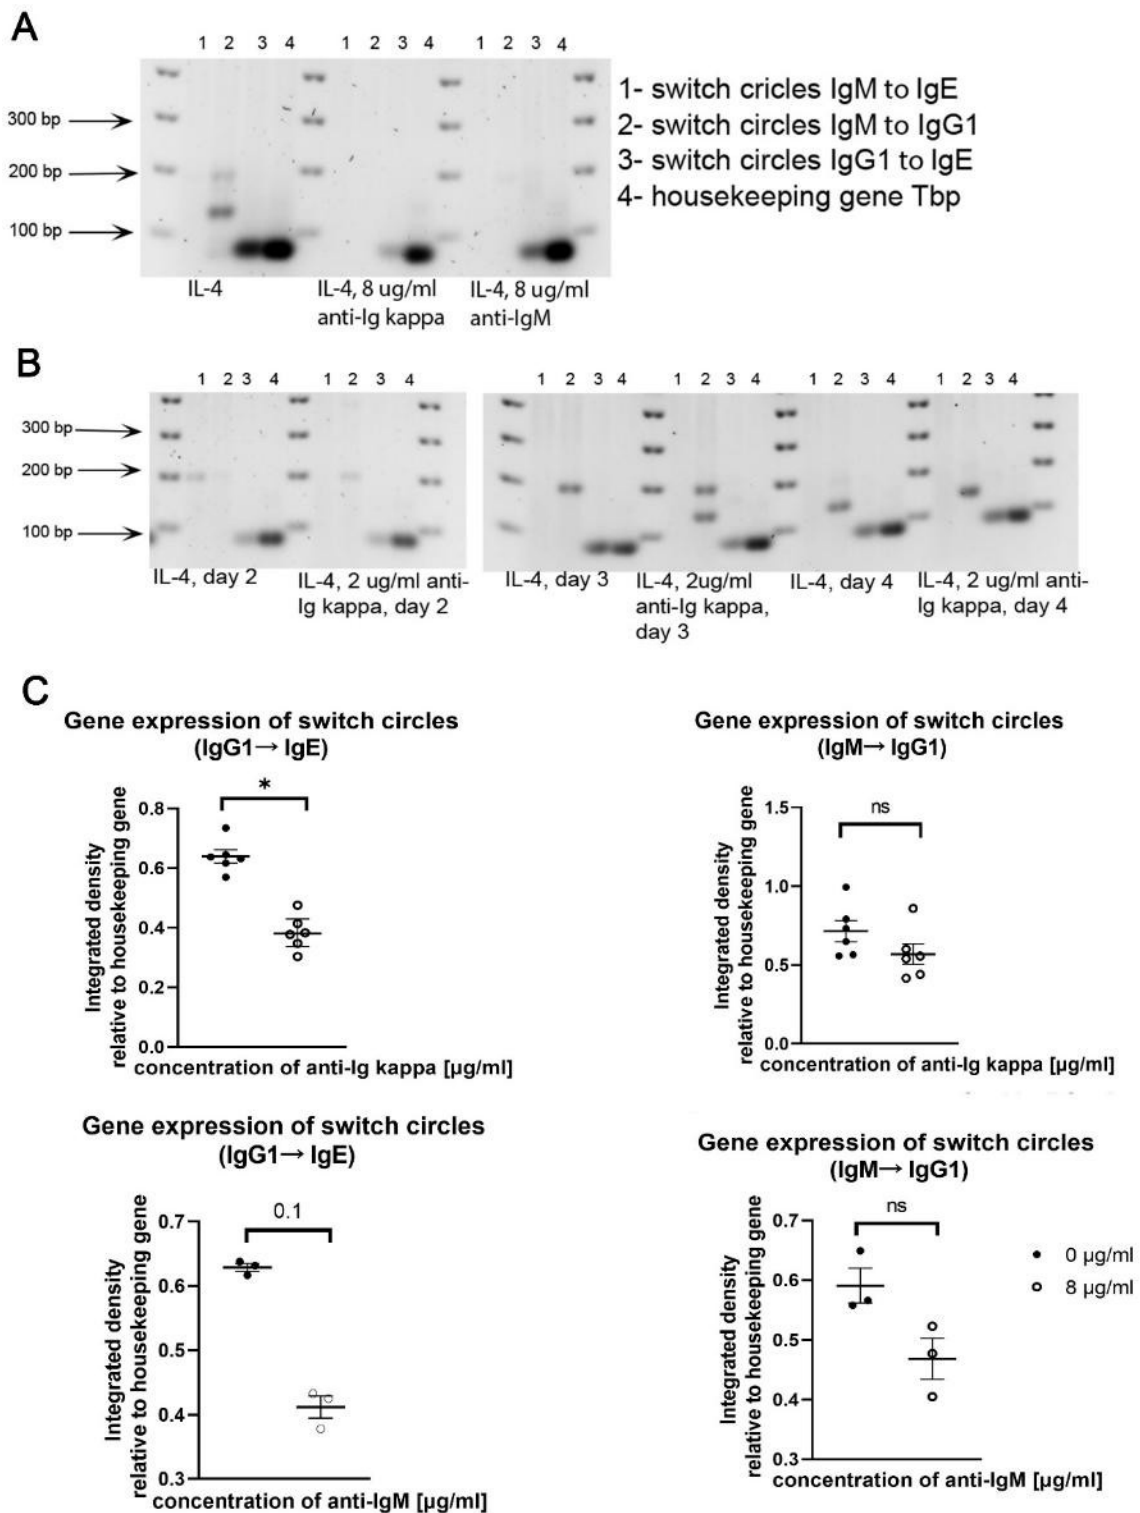 A
1 2 3 4 1 2 3 4 1 2 3 4
300 bp
200 bp
100 bp
1- switch cricles IgM to IgE
2- switch circles IgM to IgG1
3- switch circles IgG1 to IgE
4- housekeeping gene Tbp
IL-4
IL-4, 8 ug/ml
anti-Ig kappa
IL-4, 8 ug/ml
anti-IgM
B
1 2 3 4 1 2 3 4 1 2 3 4 1 2 3 4 1 2 3 4 1 2 3 4
300 bp
200 bp
100 bp
IL-4, day 2
IL-4, 2 ug/ml anti-
Ig kappa, day 2
IL-4, day 3
IL-4, 2ug/ml
anti-Ig kappa,
day 3
IL-4, day 4
IL-4, 2 ug/ml anti-
Ig kappa, day 4
C
Gene expression of switch circles
(IgG1→ IgE)
Integrated density
relative to housekeeping gene
0.8
0.6
0.4
0.2
0.0
*
concentration of anti-Ig kappa [µg/ml]
Gene expression of switch circles
(IgM→ IgG1)
Integrated density
relative to housekeeping gene
1.5
1.0
0.5
0.0
ns
concentration of anti-Ig kappa [µg/ml]
Gene expression of switch circles
(IgG1→ IgE)
Integrated density
relative to housekeeping gene
0.7
0.6
0.5
0.4
0.3
0.1
concentration of anti-IgM [µg/ml]
Gene expression of switch circles
(IgM→ IgG1)
Integrated density
relative to housekeeping gene
0.7
0.6
0.5
0.4
0.3
ns
concentration of anti-IgM [µg/ml]
0 µg/ml
8 µg/ml